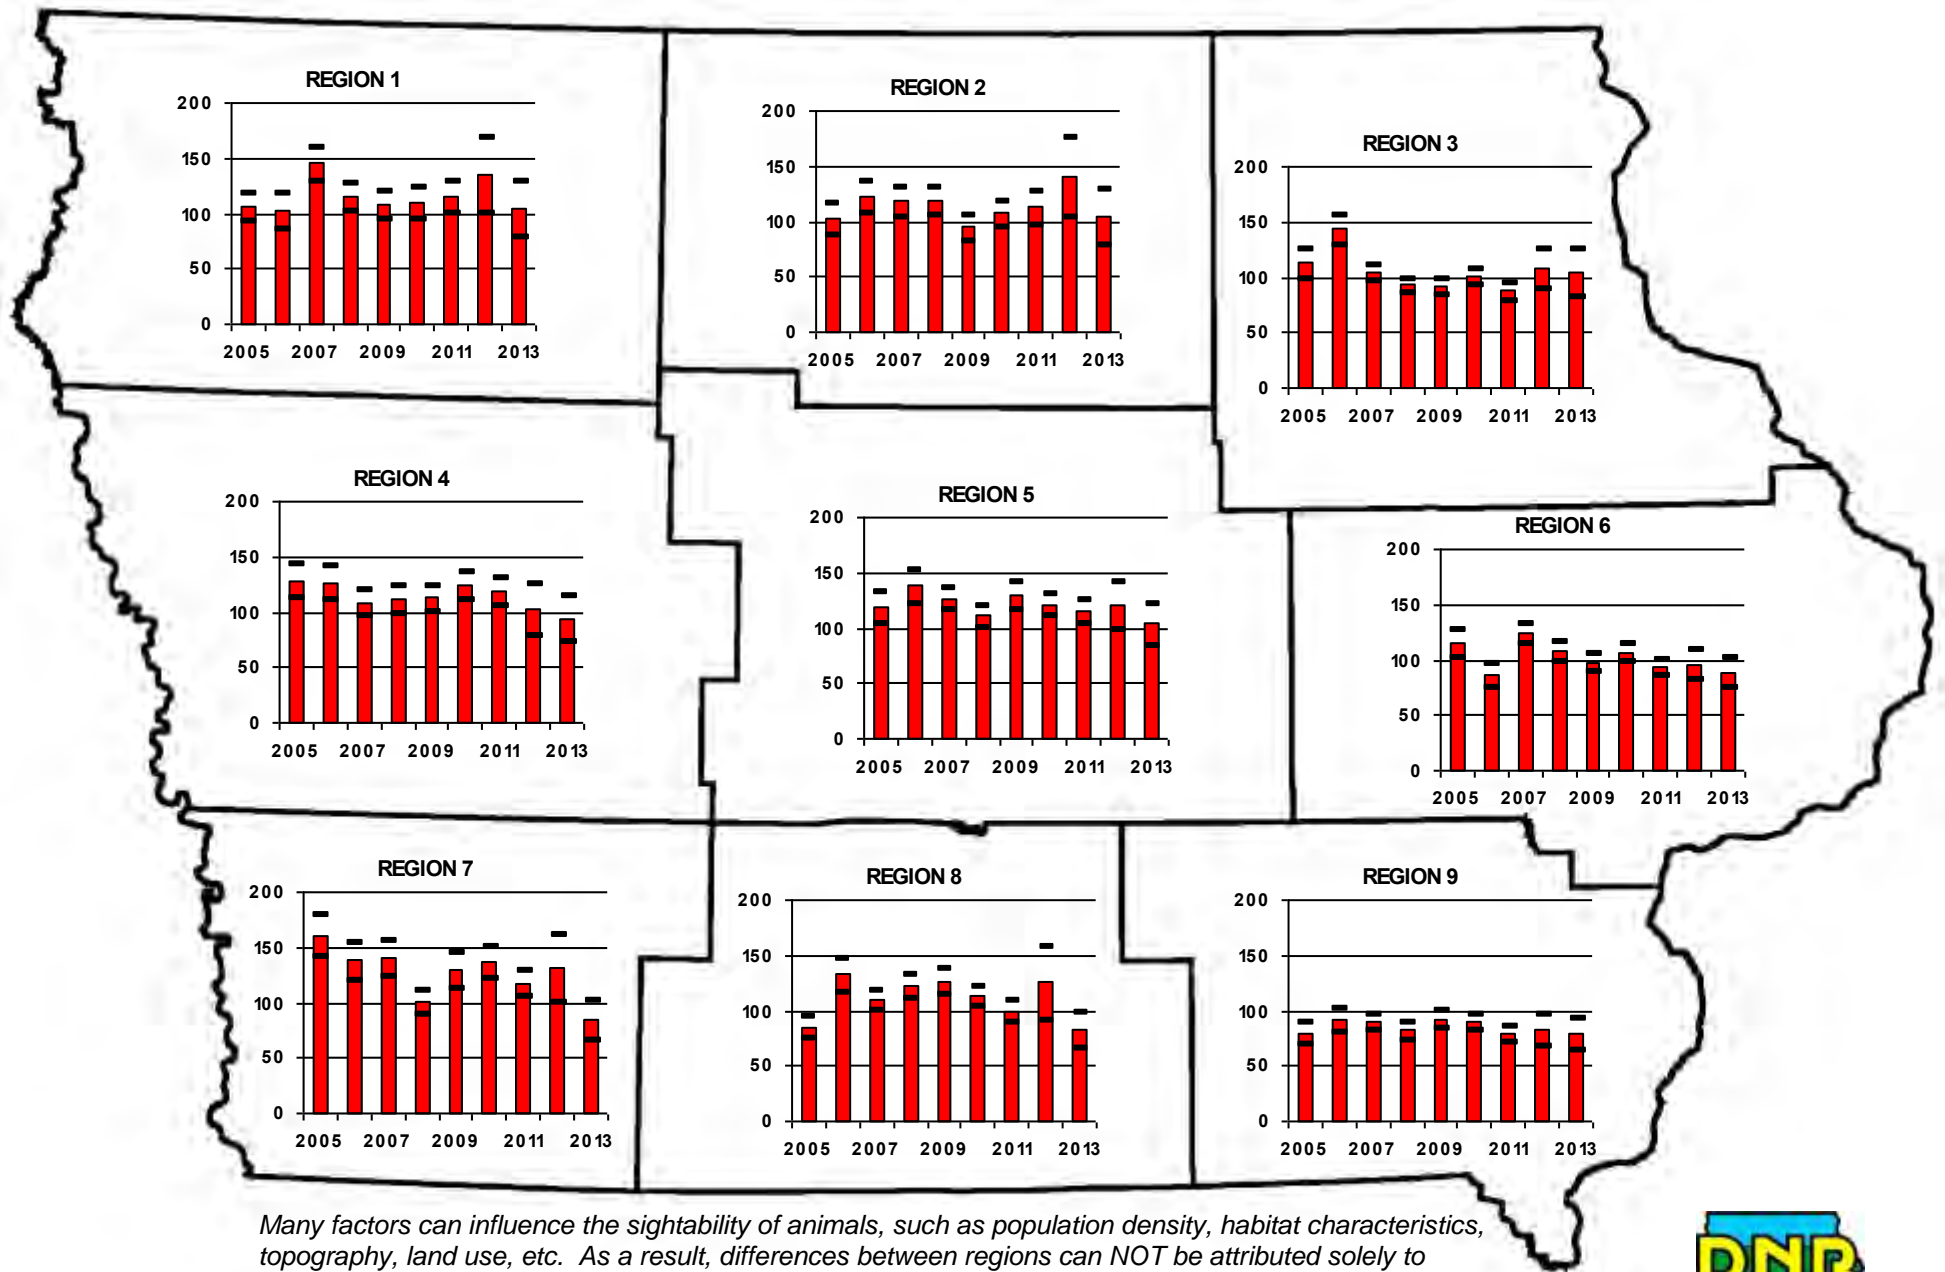 REGION 1
200
150
100
50
0
2005 2007 2009 2011 2013
REGION 2
200
150
100
50
0
2005 2007 2009 2011 2013
REGION 3
200
150
100
50
0
2005 2007 2009 2011 2013
REGION 4
200
150
100
50
0
2005 2007 2009 2011 2013
REGION 5
200
150
100
50
0
2005 2007 2009 2011 2013
REGION 6
200
150
100
50
0
2005 2007 2009 2011 2013
REGION 7
200
150
100
50
0
2005 2007 2009 2011 2013
REGION 8
200
150
100
50
0
2005 2007 2009 2011 2013
REGION 9
200
150
100
50
0
2005 2007 2009 2011 2013
Many factors can influence the sightability of animals, such as population density, habitat characteristics,
topography, land use, etc. As a result, differences between regions can NOT be attributed solely to
DNR